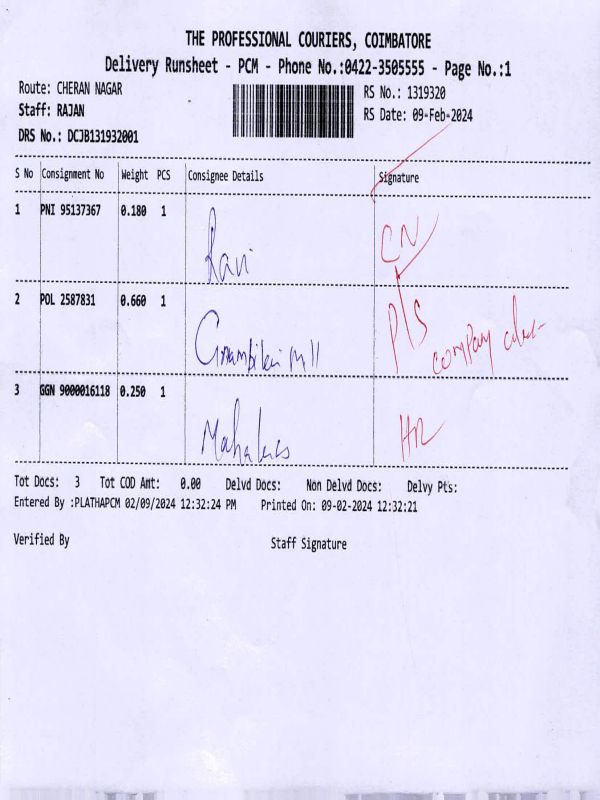 THE PROFESSIONAL COURIERS, COIMBATORE
Delivery Runsheet - PCM - Phone No.:0422-3505555 - Page No.:1
Route: CHERAN NAGAR
RS No.: 1319320
Staff: RAJAN
RS Date: 09-Feb-2024
DRS No.: DCJB131932001
S No Consignment No Weight PCS Consignee Details Signature
1 PNI 95137367 0.180 1 Ravi CN
2 POL 2587831 0.660 1 mill P/S company
3 GGN 9000016118 0.250 1 HR
Tot Docs: 3 Tot COD Amt: 0.00 Delvd Docs: Non Delvd Docs: Delvy Pts:
Entered By :PLATHAPCM 02/09/2024 12:32:24 PM Printed On: 09-02-2024 12:32:21
Verified By Staff Signature